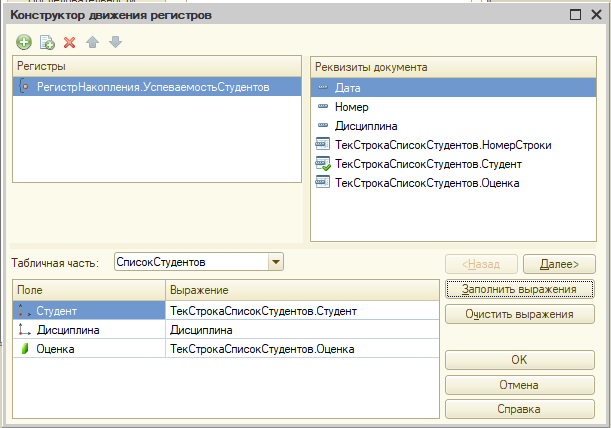 Конструктор движения регистров
Регистры
РегистрНакопления.УспеваемостьСтудентов
Реквизиты документа
Дата
Номер
Дисциплина
ТекСтрокаСписокСтудентов.НомерСтроки
ТекСтрокаСписокСтудентов.Студент
ТекСтрокаСписокСтудентов.Оценка
Табличная часть: СписокСтудентов
<Назад Далее>
Поле Выражение
Студент ТекСтрокаСписокСтудентов.Студент
Дисциплина Дисциплина
Оценка ТекСтрокаСписокСтудентов.Оценка
Заполнить выражения
Очистить выражения
OK
Отмена
Справка